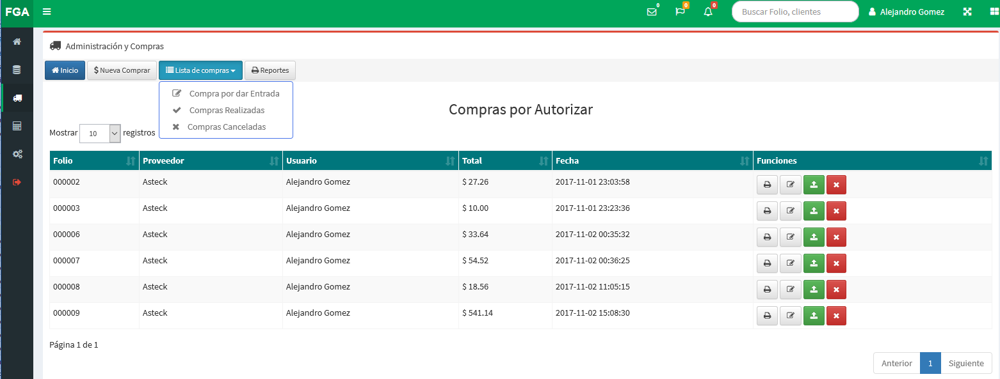 FGA
0
0
0
Buscar Folio, clientes
Alejandro Gomez
Administración y Compras
Inicio
$ Nueva Comprar
Lista de compras
Reportes
Compra por dar Entrada
Compras Realizadas
Compras Canceladas
Compras por Autorizar
Mostrar 10 registros
Folio Proveedor Usuario Total Fecha Funciones
000002 Asteck Alejandro Gomez $ 27.26 2017-11-01 23:03:58
000003 Asteck Alejandro Gomez $ 10.00 2017-11-01 23:23:36
000006 Asteck Alejandro Gomez $ 33.64 2017-11-02 00:35:32
000007 Asteck Alejandro Gomez $ 54.52 2017-11-02 00:36:25
000008 Asteck Alejandro Gomez $ 18.56 2017-11-02 11:05:15
000009 Asteck Alejandro Gomez $ 541.14 2017-11-02 15:08:30
Página 1 de 1
Anterior 1 Siguiente